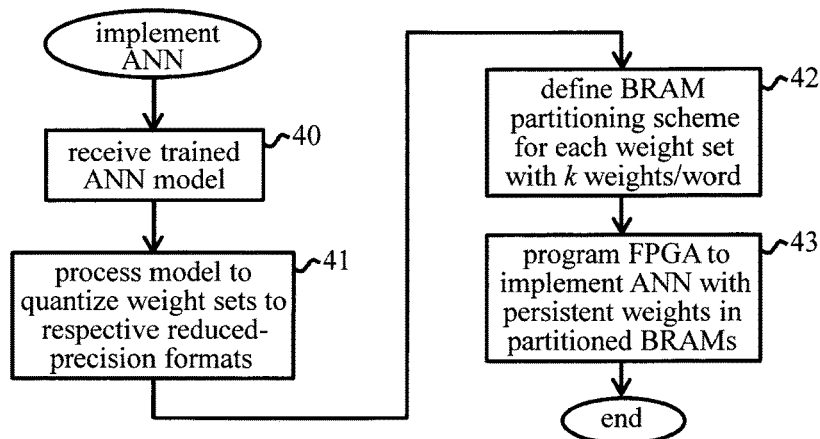 implement
ANN
receive trained
ANN model
40
process model to
quantize weight sets to
respective reduced-
precision formats
41
define BRAM
partitioning scheme
for each weight set
with k weights/word
42
program FPGA to
implement ANN with
persistent weights in
partitioned BRAMs
43
end